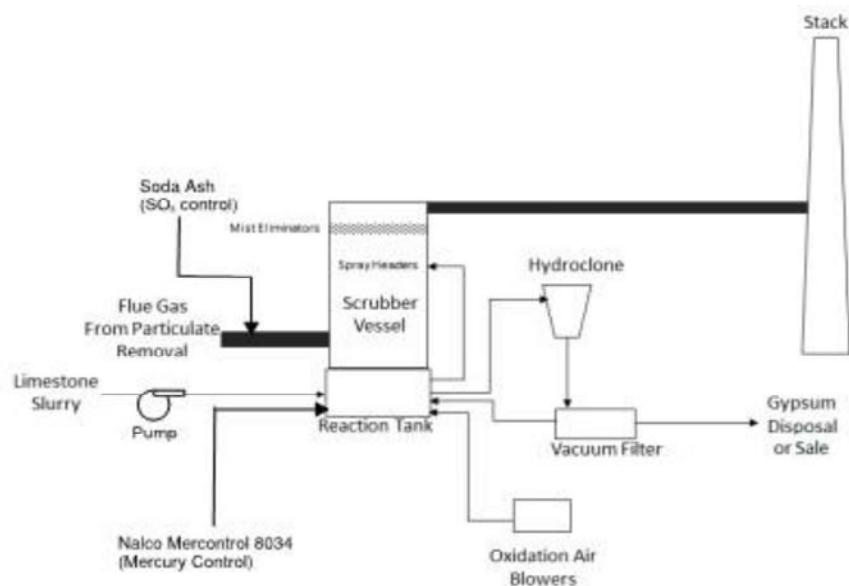 Stack
Soda Ash
(SOₓ control)
Mist Eliminators
Spray Headers
Hydroclone
Scrubber
Vessel
Flue Gas
From Particulate
Removal
Limestone
Slurry
Pump
Reaction Tank
Vacuum Filter
Gypsum
Disposal
or Sale
Nalco Mercontrol 8034
(Mercury Control)
Oxidation Air
Blowers